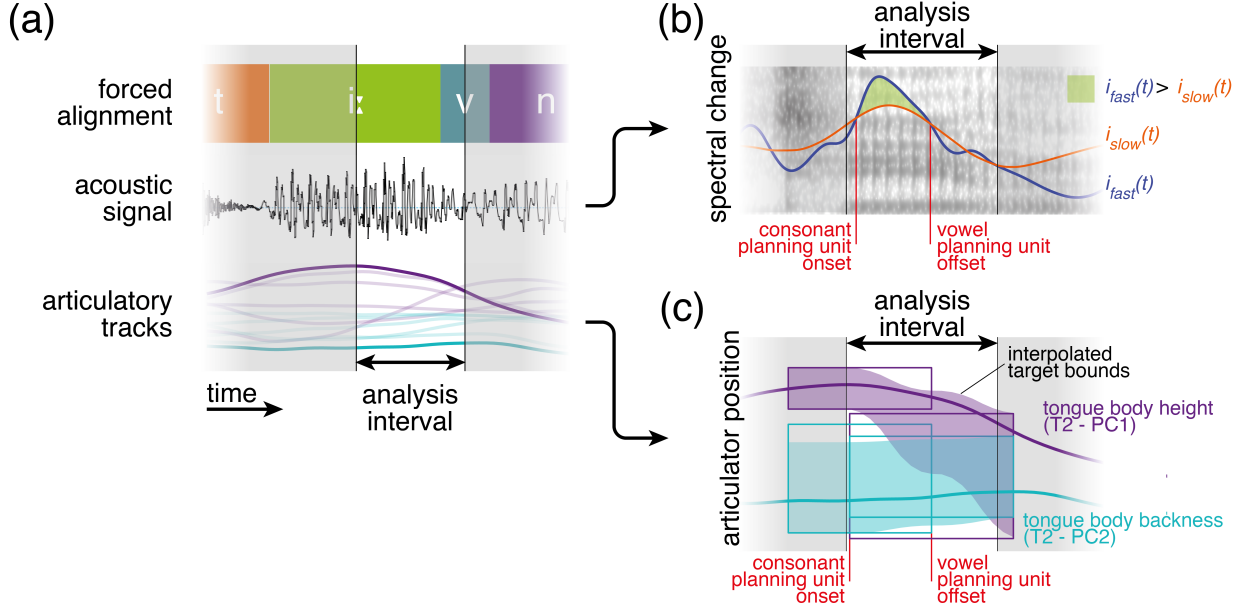 (a)
forced
alignment
t
iː
v
n
acoustic
signal
articulatory
tracks
time
analysis
interval
(b)
analysis
interval
spectral change
i_fast(t) > i_slow(t)
i_slow(t)
i_fast(t)
consonant
planning unit
onset
vowel
planning unit
offset
(c)
analysis
interval
articulator position
interpolated
target bounds
tongue body height
(T2 - PC1)
tongue body backness
(T2 - PC2)
consonant
planning unit
onset
vowel
planning unit
offset